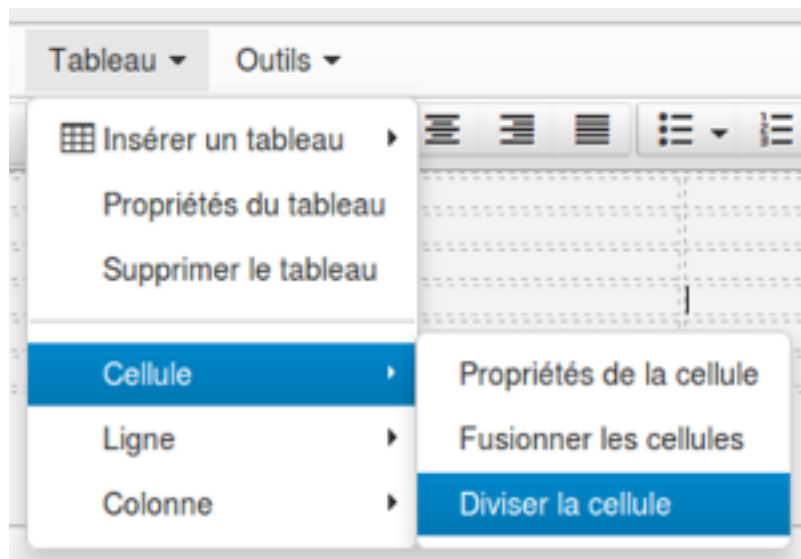 Tableau Outils
Insérer un tableau
Propriétés du tableau
Supprimer le tableau
Cellule
Ligne
Colonne
Propriétés de la cellule
Fusionner les cellules
Diviser la cellule